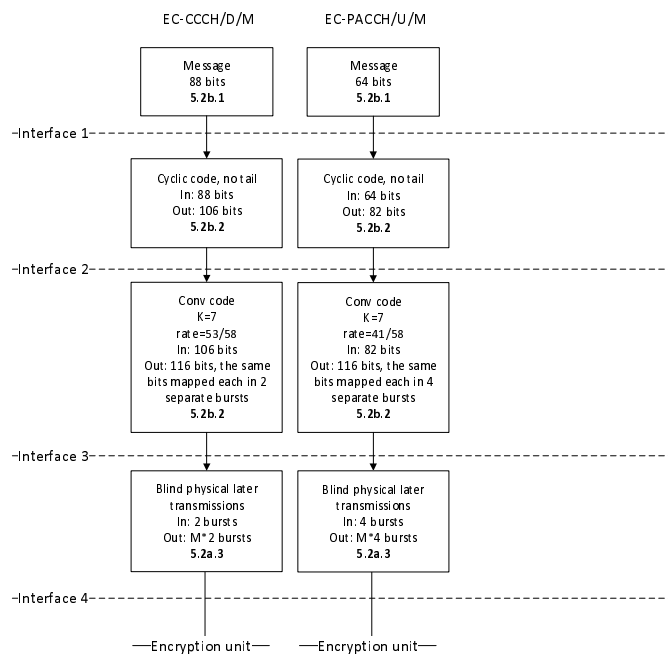 EC-CCCH/D/M
EC-PACCH/U/M
Message
88 bits
5.2b.1
Message
64 bits
5.2b.1
Interface 1
Cyclic code, no tail
In: 88 bits
Out: 106 bits
5.2b.2
Cyclic code, no tail
In: 64 bits
Out: 82 bits
5.2b.2
Interface 2
Conv code
K=7
rate=53/58
In: 106 bits
Out: 116 bits, the same
bits mapped each in 2
separate bursts
5.2b.2
Conv code
K=7
rate=41/58
In: 82 bits
Out: 116 bits, the same
bits mapped each in 4
separate bursts
5.2b.2
Interface 3
Blind physical later
transmissions
In: 2 bursts
Out: M*2 bursts
5.2a.3
Blind physical later
transmissions
In: 4 bursts
Out: M*4 bursts
5.2a.3
Interface 4
Encryption unit
Encryption unit